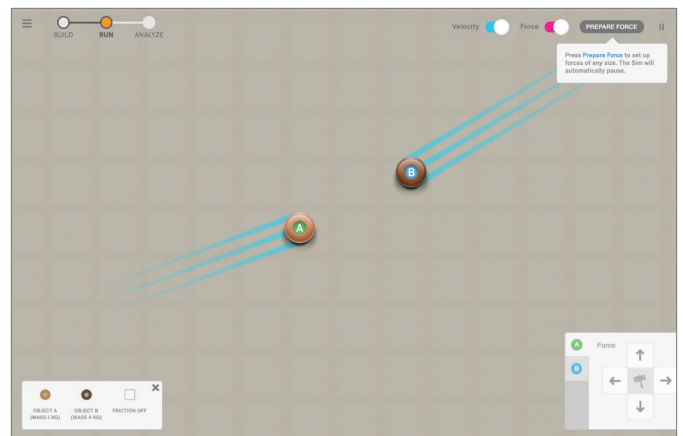 BUILD RUN ANALYZE
Velocity Force PREPARE FORCE
Press Prepare Force to set up
forces of any size. The Sim will
automatically pause.
B
A
A Force
B
OBJECT A
(MASS 1 KG)
OBJECT B
(MASS 4 KG)
FRICTION OFF